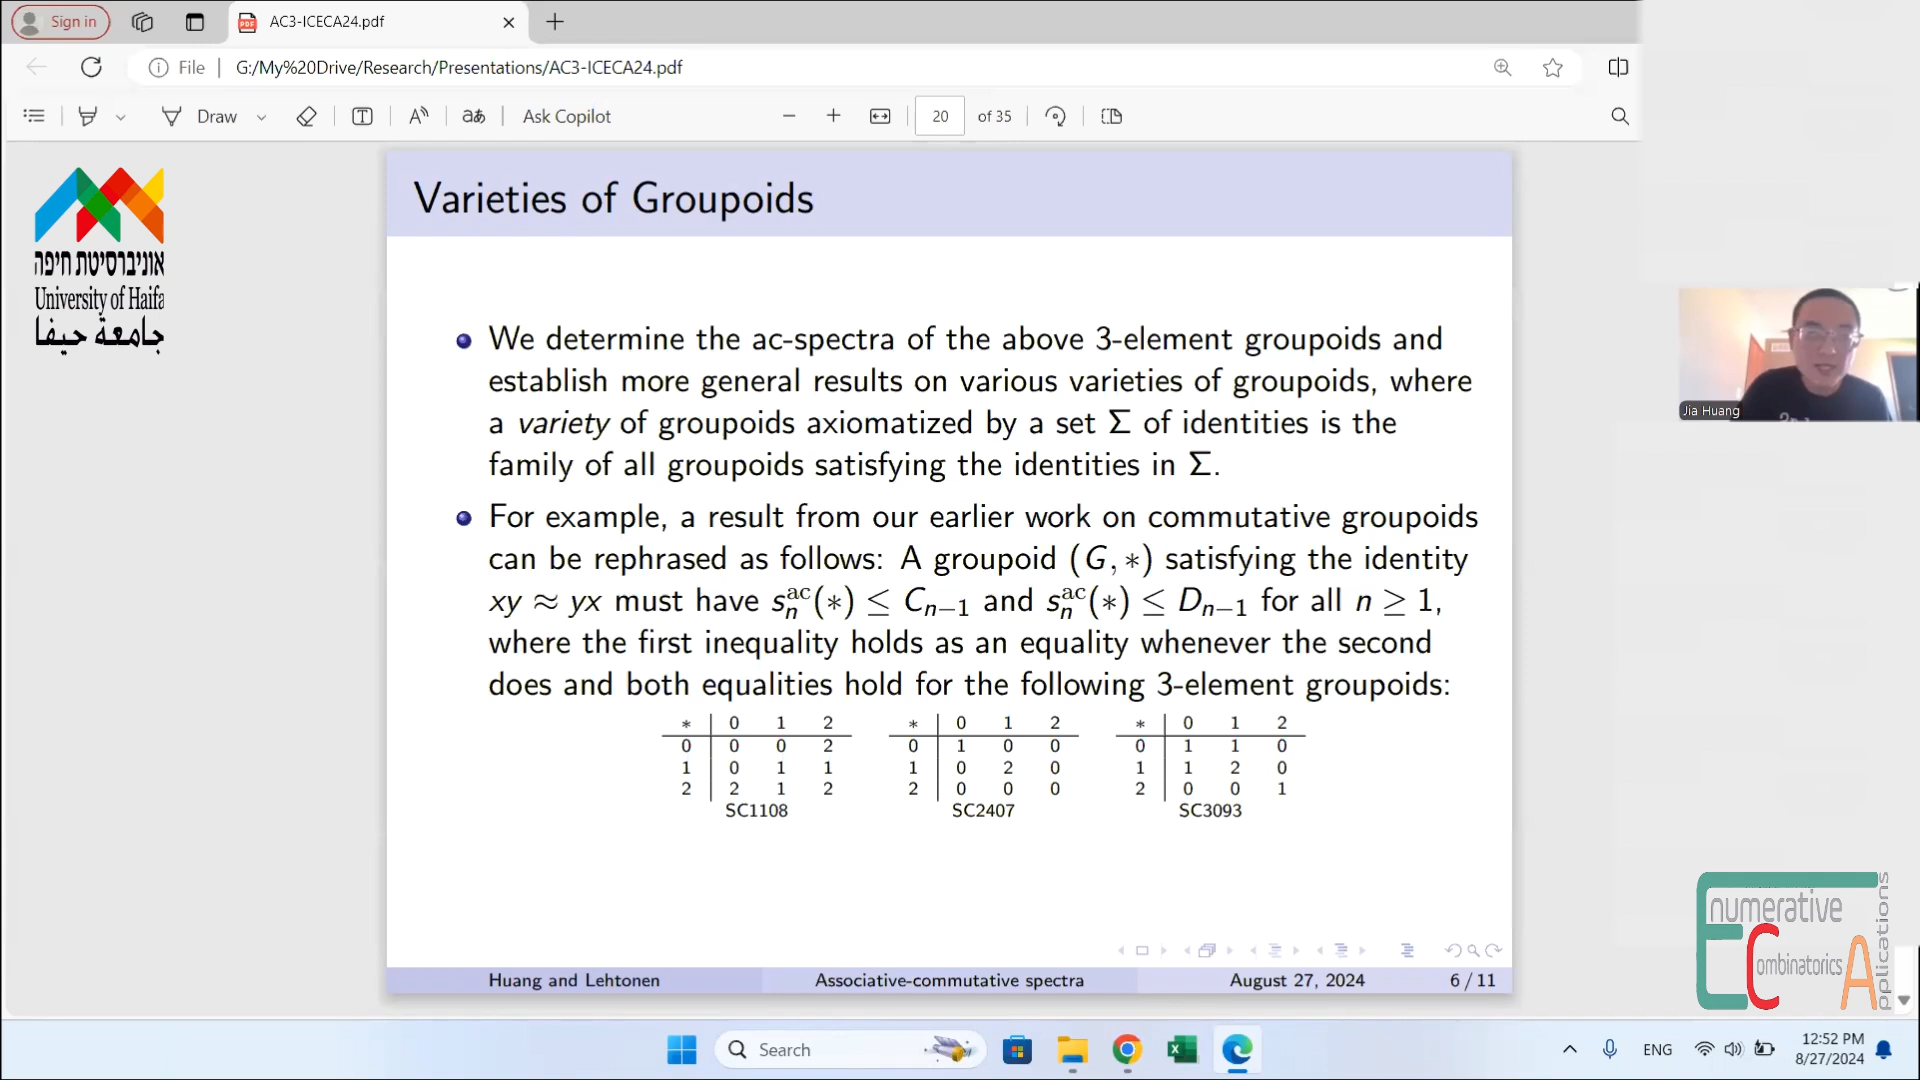 Sign in
AC3-ICECA24.pdf
File
G:/My%20Drive/Research/Presentations/AC3-ICECA24.pdf
Draw
Ask Copilot
20 of 35
אוניברסיטת חיפה
University of Haifa
جامعة حيفا
Varieties of Groupoids
We determine the ac-spectra of the above 3-element groupoids and
establish more general results on various varieties of groupoids, where
a variety of groupoids axiomatized by a set Σ of identities is the
family of all groupoids satisfying the identities in Σ.
For example, a result from our earlier work on commutative groupoids
can be rephrased as follows: A groupoid (G, *) satisfying the identity
xy ≈ yx must have sₙᵃᶜ(*) ≤ Cₙ₋₁ and sₙᵃᶜ(*) ≤ Dₙ₋₁ for all n ≥ 1,
where the first inequality holds as an equality whenever the second
does and both equalities hold for the following 3-element groupoids:
* 0 1 2
0 0 0 2
1 0 1 1
2 2 1 2
SC1108
* 0 1 2
0 1 0 0
1 0 2 0
2 0 0 0
SC2407
* 0 1 2
0 1 1 0
1 1 2 0
2 0 0 1
SC3093
Huang and Lehtonen
Associative-commutative spectra
August 27, 2024
6 / 11
Jia Huang
Enumerative
Combinatorics
Applications
Search
ENG
12:52 PM
8/27/2024